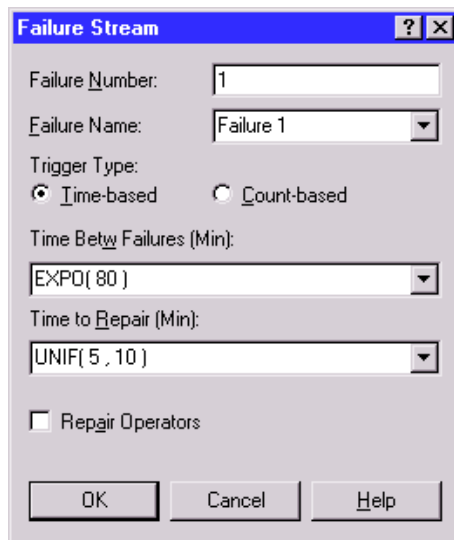 Failure Stream
Failure Number: 1
Failure Name: Failure 1
Trigger Type:
Time-based Count-based
Time Betw Failures (Min):
EXPO( 80 )
Time to Repair (Min):
UNIF( 5 , 10 )
Repair Operators
OK Cancel Help